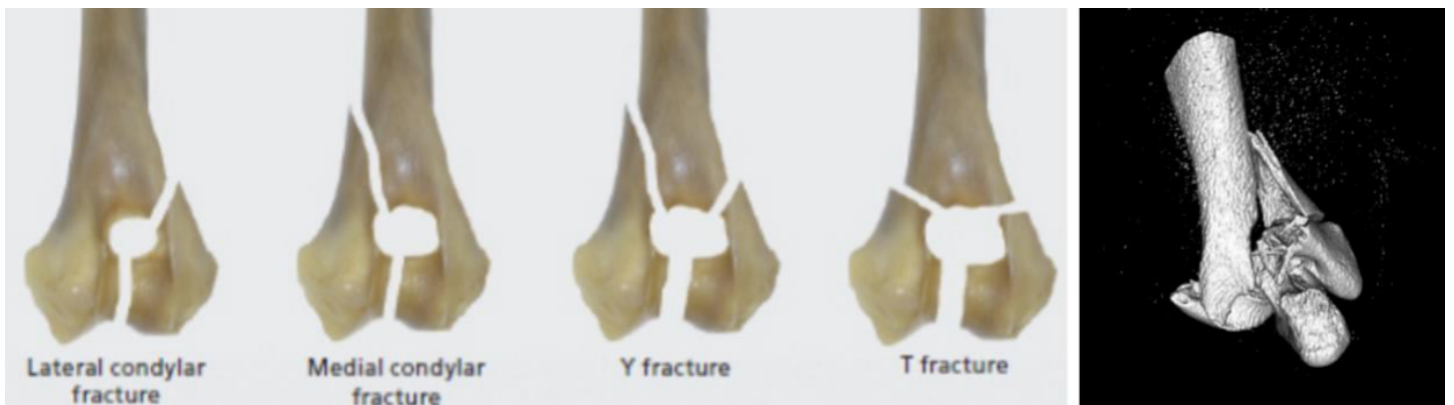 Lateral condylar
fracture
Medial condylar
fracture
Y fracture
T fracture